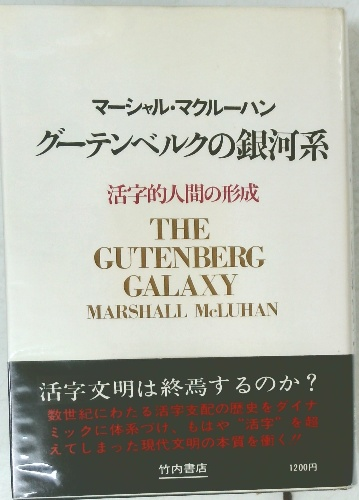 マーシャル・マクルーハン
グーテンベルクの銀河系
活字的人間の形成
THE
GUTENBERG
GALAXY
MARSHALL McLUHAN
活字文明は終焉するのか?
数世紀にわたる活字支配の歴史をダイナ
ミックに体系づけ、もはや“活字”を超
えてしまった現代文明の本質を衝く!!
竹内書店
1200円